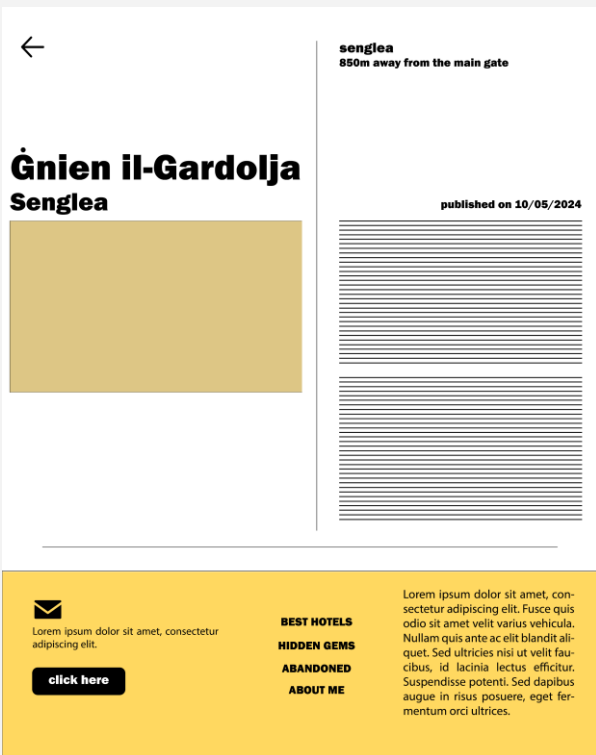 senglea
850m away from the main gate
Ġnien il-Gardolja
Senglea
published on 10/05/2024
Lorem ipsum dolor sit amet, consectetur
adipiscing elit.
click here
BEST HOTELS
HIDDEN GEMS
ABANDONED
ABOUT ME
Lorem ipsum dolor sit amet, con-
sectetur adipiscing elit. Fusce quis
odio sit amet velit varius vehicula.
Nullam quis ante ac elit blandit ali-
quet. Sed ultricies nisi ut velit fau-
cibus, id lacinia lectus efficitur.
Suspendisse potenti. Sed dapibus
augue in risus posuere, eget fer-
mentum orci ultrices.